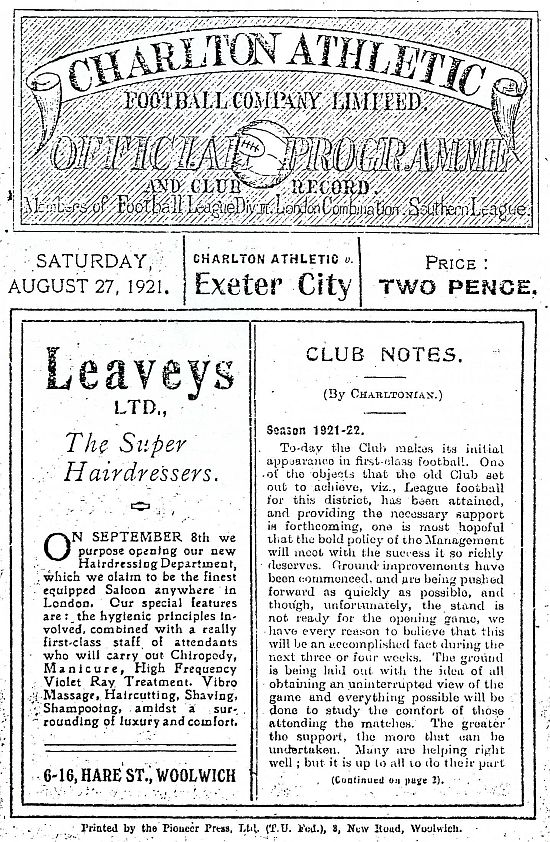 CHARLTON ATHLETIC
FOOTBALL COMPANY LIMITED.
OFFICIAL PROGRAMME
AND CLUB RECORD.
Members of Football League Div. III. London Combination. Southern League.
SATURDAY,
AUGUST 27, 1921.
CHARLTON ATHLETIC v.
Exeter City
PRICE:
TWO PENCE.
Leaveys
LTD.,
The Super
Hairdressers.
ON SEPTEMBER 8th we
purpose opening our new
Hairdressing Department,
which we claim to be the finest
equipped Saloon anywhere in
London. Our special features
are: the hygienic principles in-
volved, combined with a really
first-class staff of attendants
who will carry out Chiropody,
Manicure, High Frequency
Violet Ray Treatment. Vibro
Massage, Haircutting, Shaving,
Shampooing, amidst a sur-
rounding of luxury and comfort.
6-16, HARE ST., WOOLWICH
CLUB NOTES.
(By CHARLTONIAN.)
Season 1921-22.
To-day the Club makes its initial
appearance in first-class football. One
of the objects that the old Club set
out to achieve, viz., League football
for this district, has been attained,
and providing the necessary support
is forthcoming, one is most hopeful
that the bold policy of the Management
will meet with the success it so richly
deserves. Ground improvements have
been commenced, and are being pushed
forward as quickly as possible, and
though, unfortunately, the stand is
not ready for the opening game, we
have every reason to believe that this
will be an accomplished fact during the
next three or four weeks. The ground
is being laid out with the idea of all
obtaining an uninterrupted view of the
game and everything possible will be
done to study the comfort of those
attending the matches. The greater
the support, the more that can be
undertaken. Many are helping right
well; but it is up to all to do their part
(Continued on page 2).
Printed by the Pioneer Press, Ltd. (T.U. Fed.), 3, New Road, Woolwich.